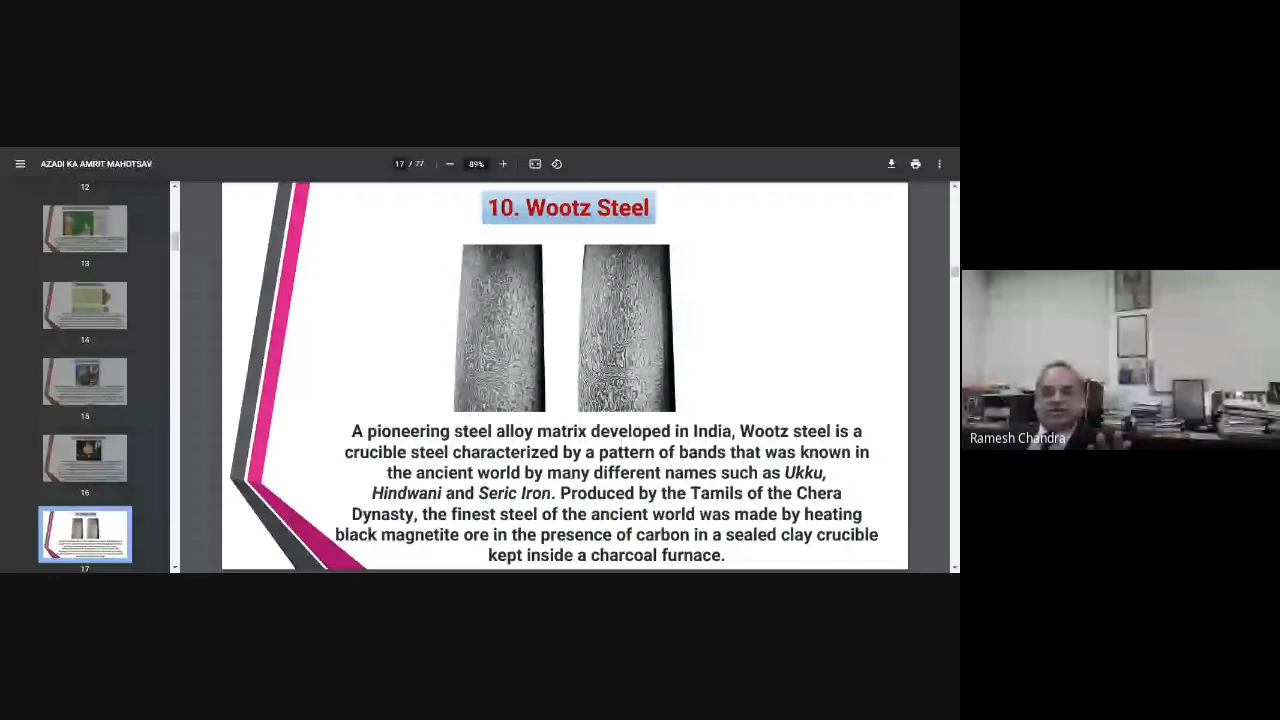 AZADI KA AMRIT MAHOTSAV
17 / 77
89%
12
13
14
15
16
17
10. Wootz Steel
A pioneering steel alloy matrix developed in India, Wootz steel is a
crucible steel characterized by a pattern of bands that was known in
the ancient world by many different names such as Ukku,
Hindwani and Seric Iron. Produced by the Tamils of the Chera
Dynasty, the finest steel of the ancient world was made by heating
black magnetite ore in the presence of carbon in a sealed clay crucible
kept inside a charcoal furnace.
Ramesh Chandra